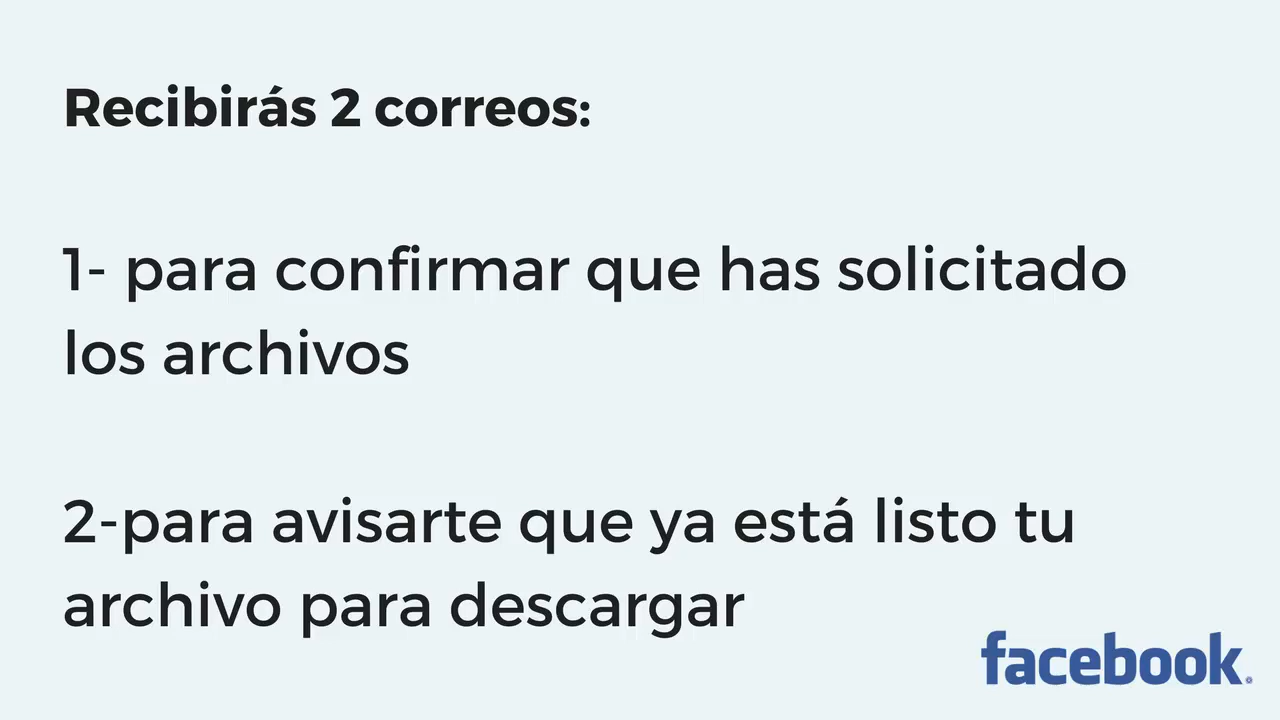 Recibirás 2 correos:
1- para confirmar que has solicitado
los archivos
2-para avisarte que ya está listo tu
archivo para descargar
facebook.